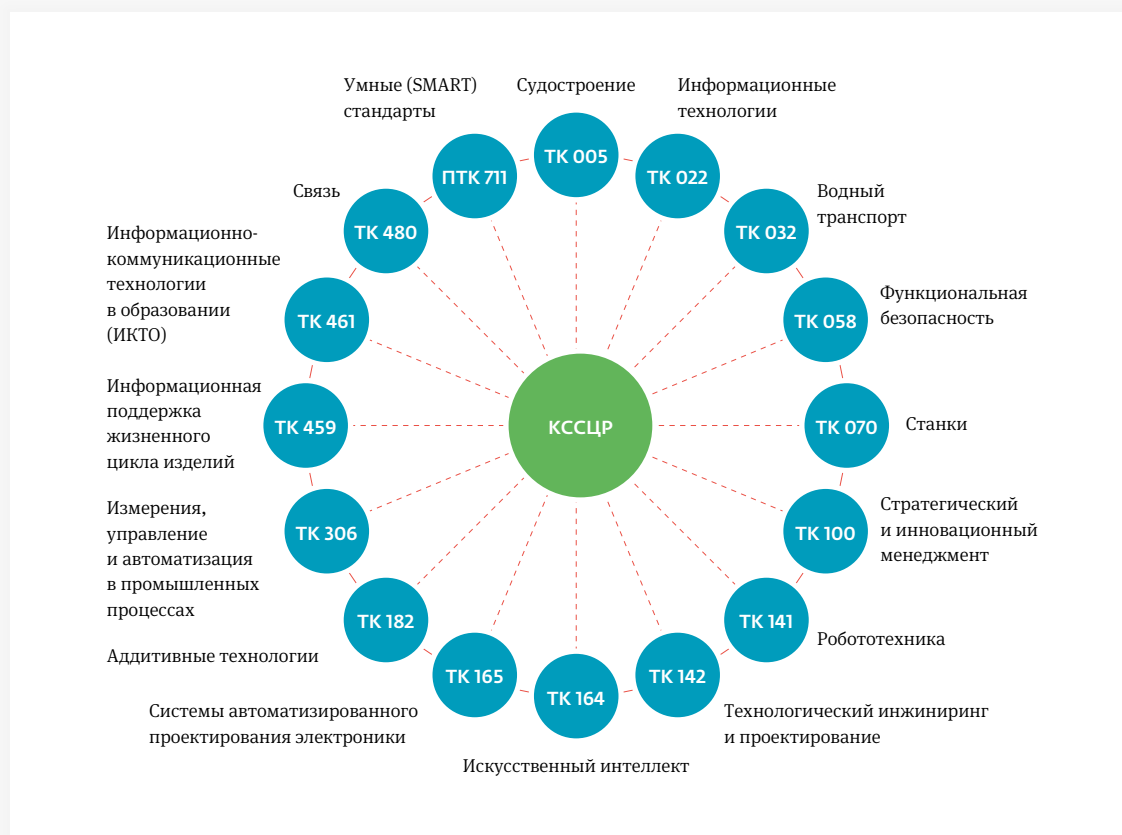 Умные (SMART)
стандарты
Судостроение
Информационные
технологии
ТК 005
ПТК 711
ТК 022
Связь
Водный
транспорт
ТК 480
ТК 032
Информационно-
коммуникационные
технологии
в образовании
(ИКТО)
ТК 461
ТК 058
Функциональная
безопасность
Информационная
поддержка
жизненного
цикла изделий
ТК 459
КССЦР
ТК 070
Станки
Измерения,
управление
и автоматизация
в промышленных
процессах
ТК 306
ТК 100
Стратегический
и инновационный
менеджмент
ТК 182
ТК 141
Робототехника
Аддитивные технологии
ТК 165
ТК 164
ТК 142
Системы автоматизированного
проектирования электроники
Технологический инжиниринг
и проектирование
Искусственный интеллект